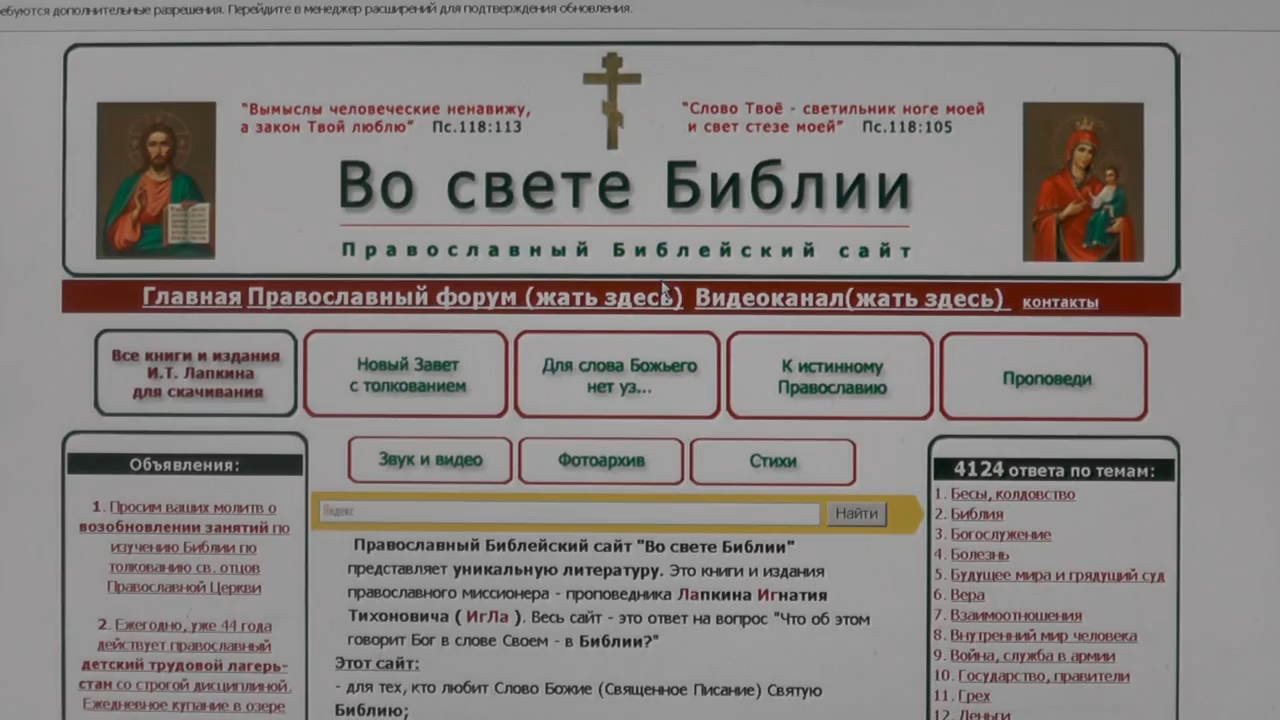 ебуются дополнительные разрешения. Перейдите в менеджер расширений для подтверждения обновления.
"Вымыслы человеческие ненавижу,
а закон Твой люблю" Пс.118:113
"Слово Твоё - светильник ноге моей
и свет стезе моей" Пс.118:105
Во свете Библии
Православный Библейский сайт
Главная Православный форум (жать здесь) Видеоканал(жать здесь) контакты
Все книги и издания
И.Т. Лапкина
для скачивания
Новый Завет
с толкованием
Для слова Божьего
нет уз...
К истинному
Православию
Проповеди
Звук и видео
Фотоархив
Стихи
Объявления:
1. Просим ваших молитв о
возобновлении занятий по
изучению Библии по
толкованию св. отцов
Православной Церкви
2. Ежегодно, уже 44 года
действует православный
детский трудовой лагерь-
стан со строгой дисциплиной.
Ежедневное купание в озере
Яндекс
Найти
Православный Библейский сайт "Во свете Библии"
представляет уникальную литературу. Это книги и издания
православного миссионера - проповедника Лапкина Игнатия
Тихоновича ( ИгЛа ). Весь сайт - это ответ на вопрос "Что об этом
говорит Бог в слове Своем - в Библии?"
Этот сайт:
- для тех, кто любит Слово Божие (Священное Писание) Святую
Библию;
4124 ответа по темам:
1. Бесы, колдовство
2. Библия
3. Богослужение
4. Болезнь
5. Будущее мира и грядущий суд
6. Вера
7. Взаимоотношения
8. Внутренний мир человека
9. Война, служба в армии
10. Государство, правители
11. Грех
12. Деньги